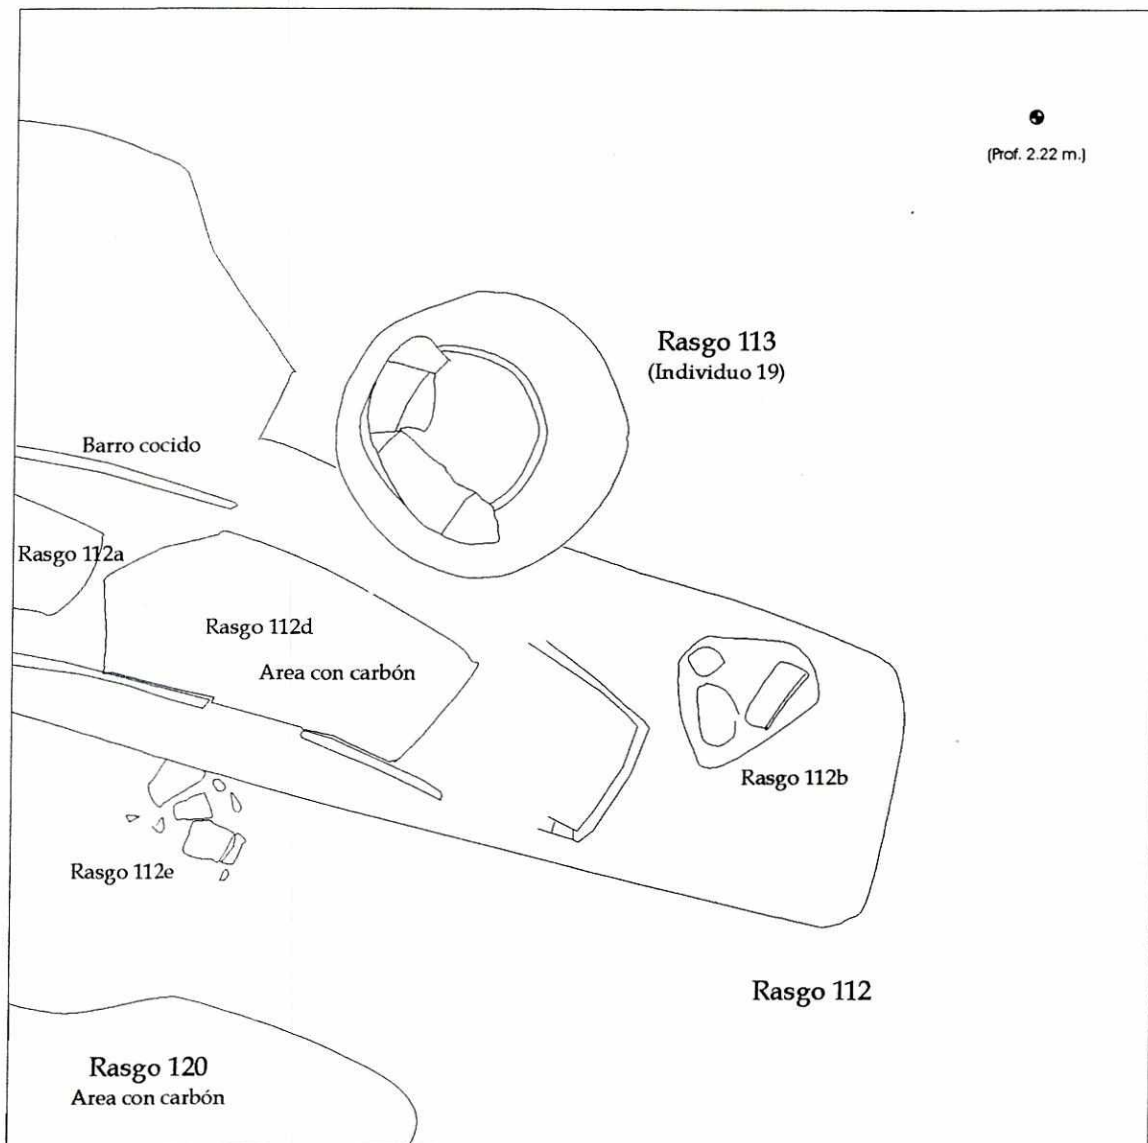 (Prof. 2.22 m.)
Rasgo 113
(Individuo 19)
Barro cocido
Rasgo 112a
Rasgo 112d
Area con carbón
Rasgo 112b
Rasgo 112e
Rasgo 112
Rasgo 120
Area con carbón